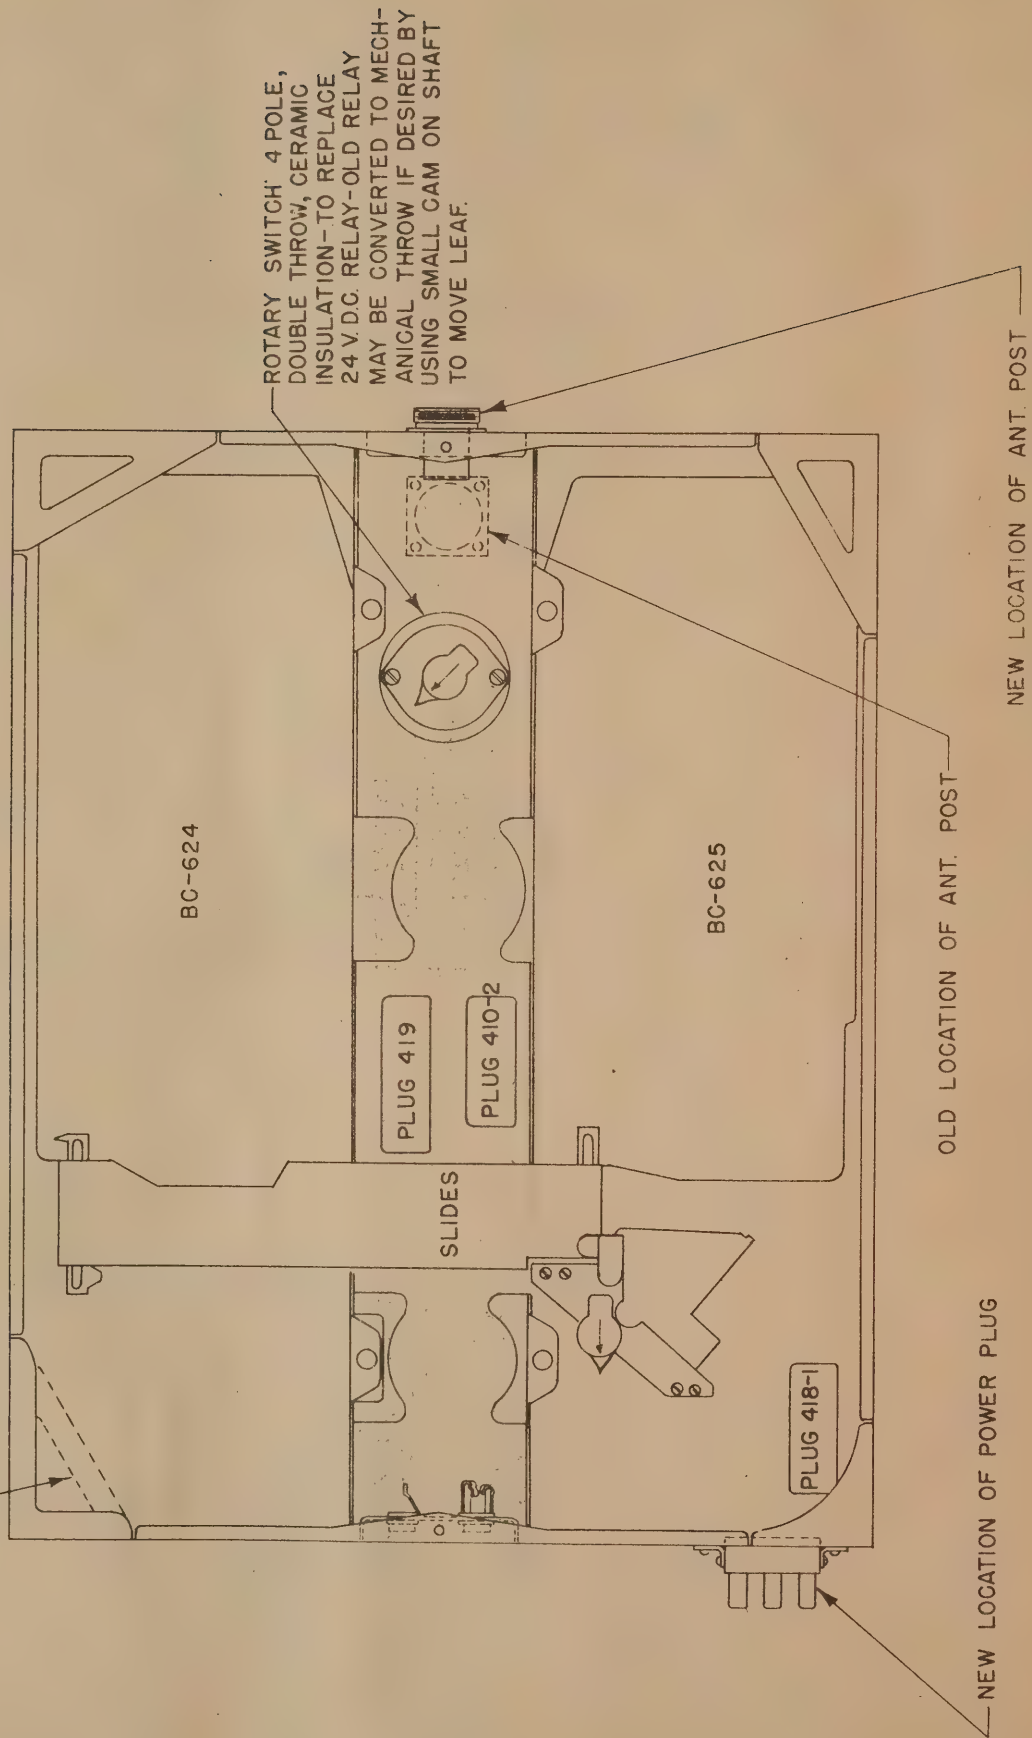 ROTARY SWITCH 4 POLE,
DOUBLE THROW, CERAMIC
INSULATION-TO REPLACE
24 V. D.C. RELAY-OLD RELAY
MAY BE CONVERTED TO MECH-
ANICAL THROW IF DESIRED BY
USING SMALL CAM ON SHAFT
TO MOVE LEAF.
BC-624
PLUG 419
PLUG 410-2
SLIDES
BC-625
PLUG 418-1
OLD LOCATION OF ANT. POST
NEW LOCATION OF ANT. POST
NEW LOCATION OF POWER PLUG